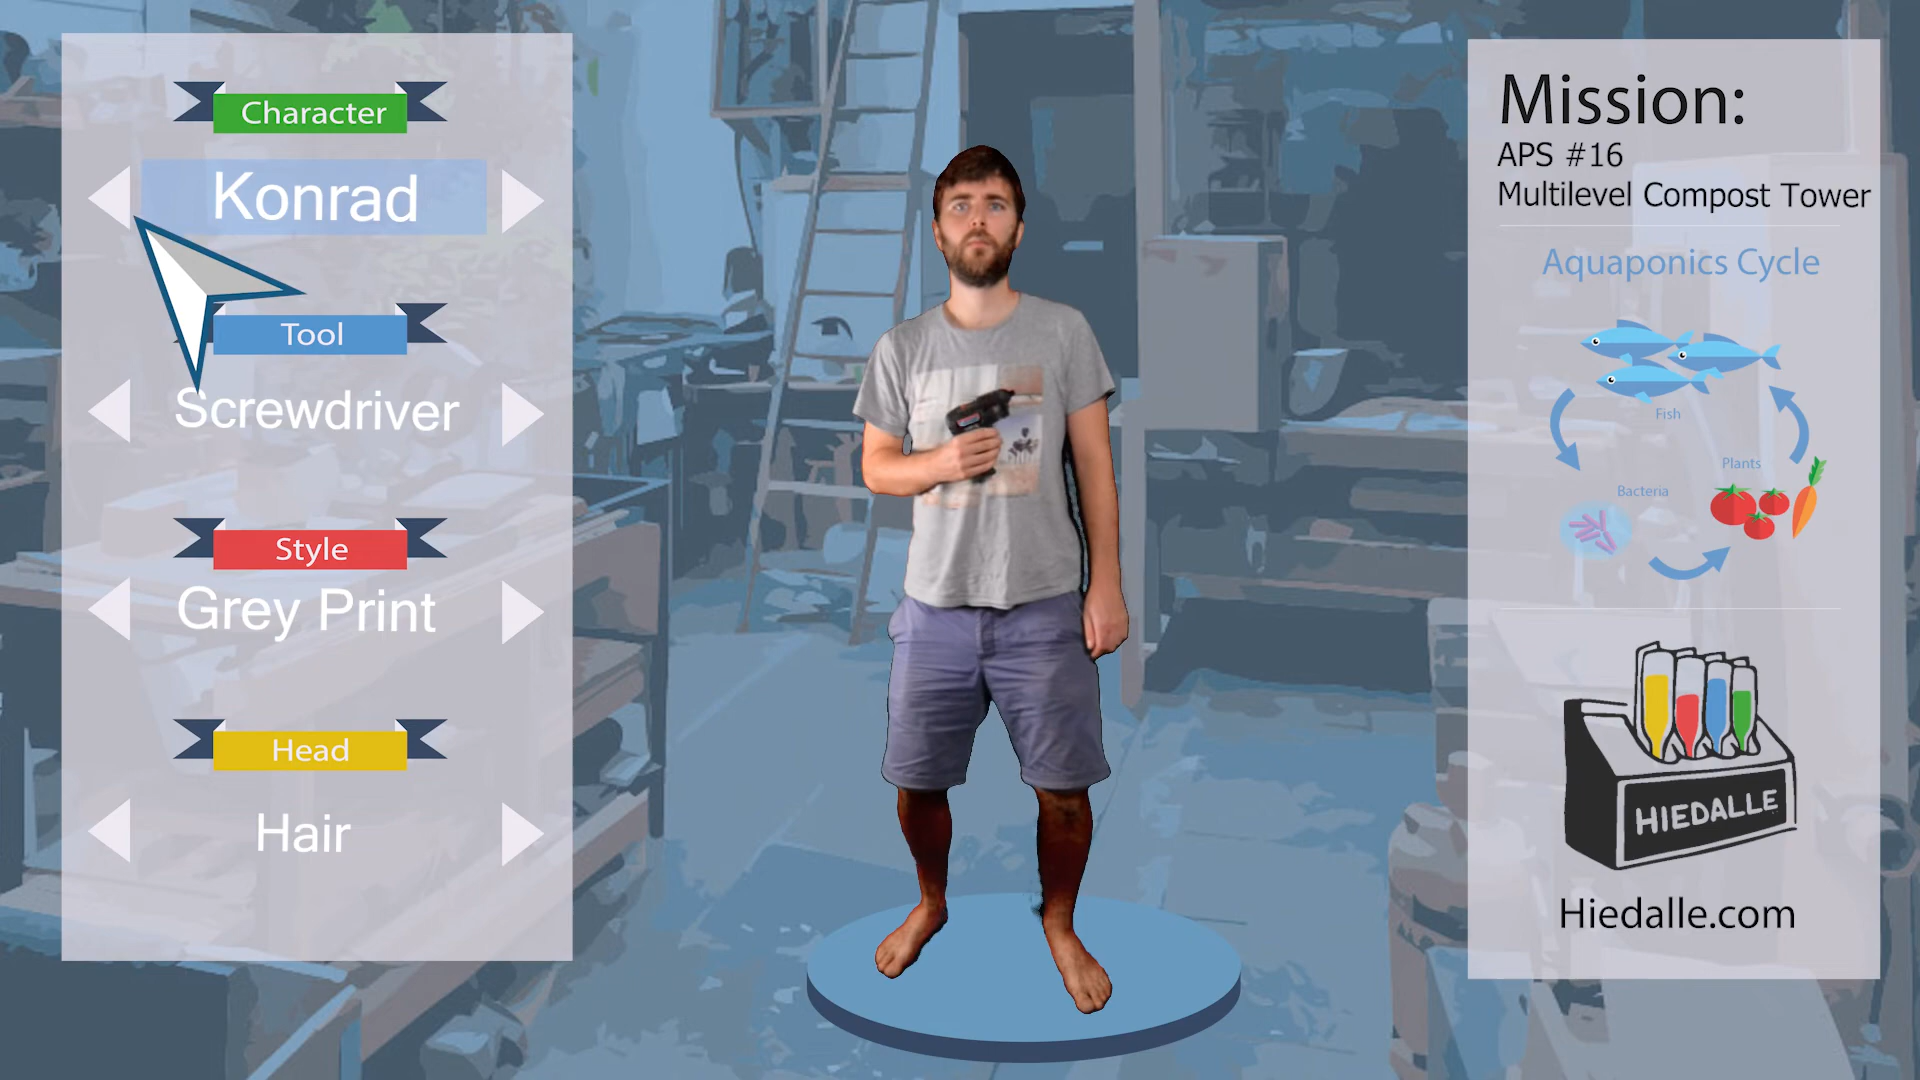 Character
Konrad
Tool
Screwdriver
Style
Grey Print
Head
Hair
Mission:
APS #16
Multilevel Compost Tower
Aquaponics Cycle
Fish
Plants
Bacteria
HIEDALLE
Hiedalle.com